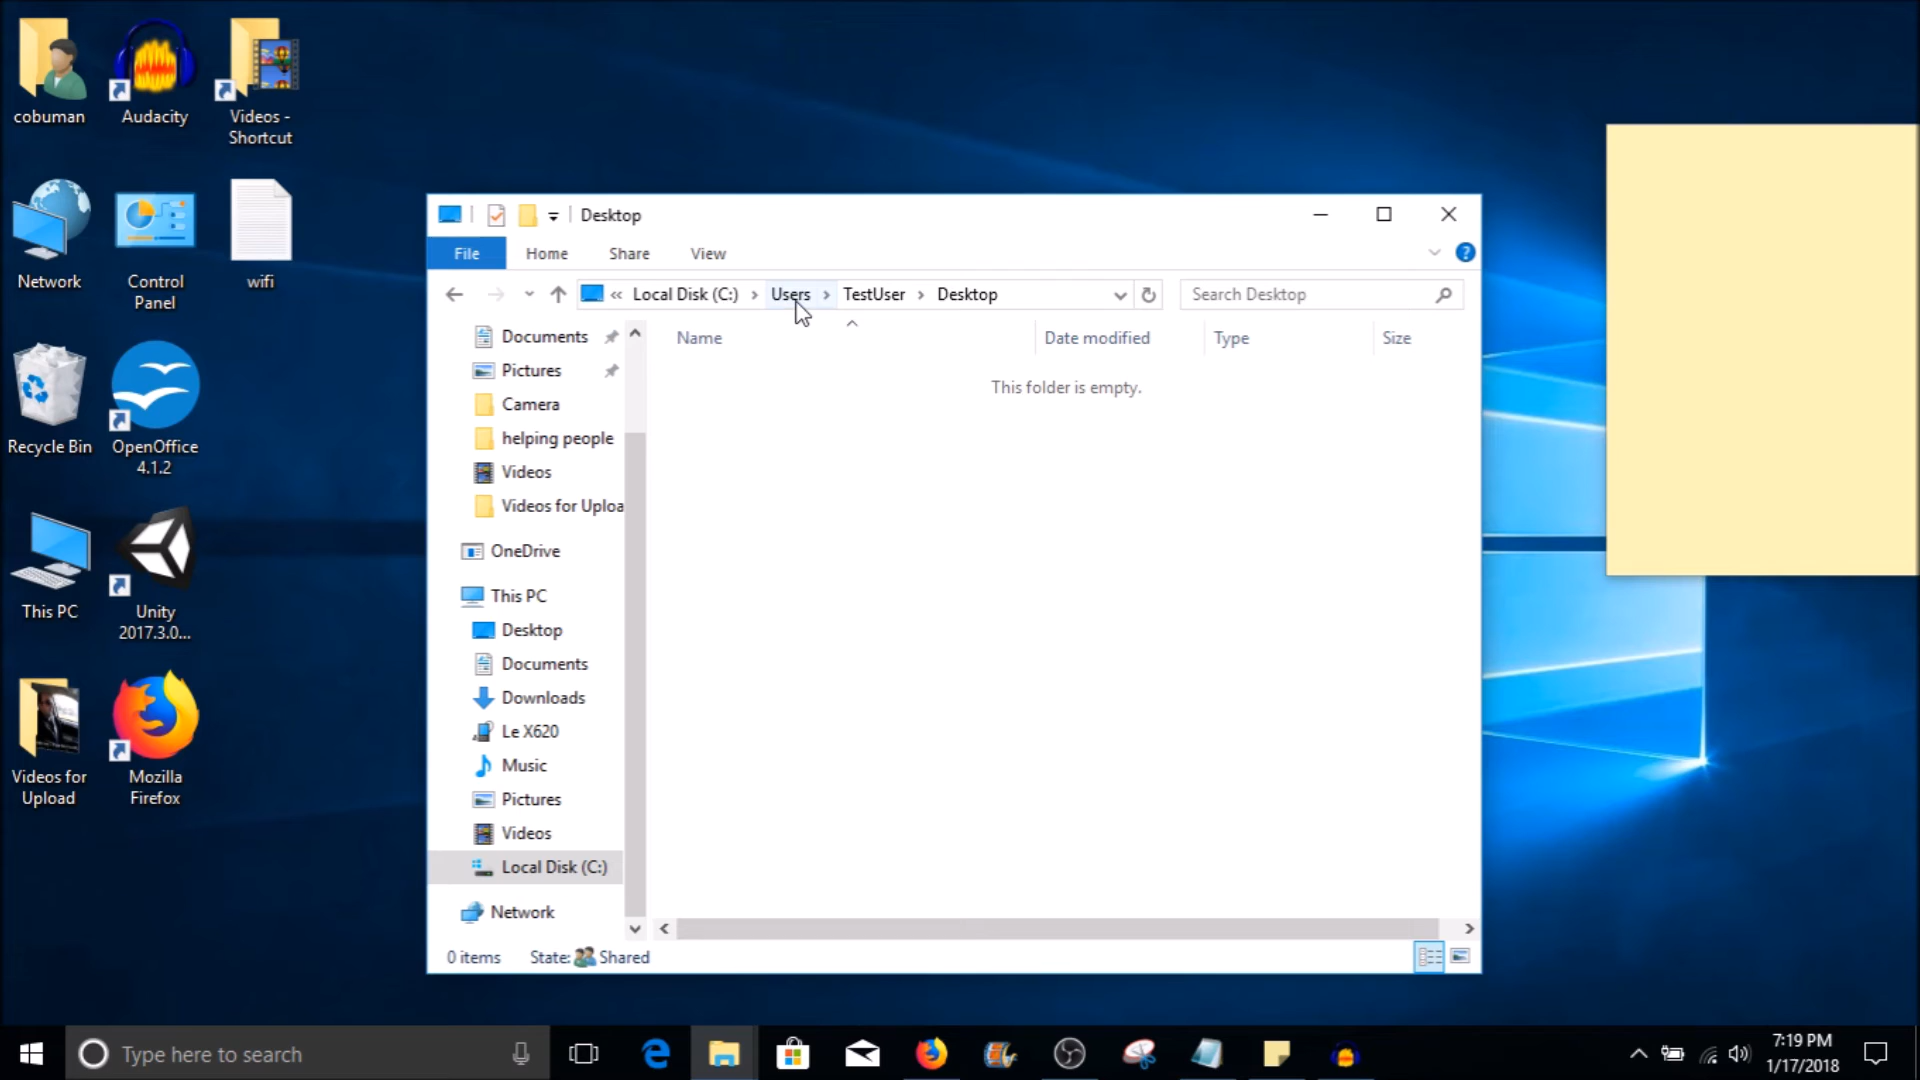 cobuman
Audacity
Videos -
Shortcut
Network
Control
Panel
wifi
Recycle Bin
OpenOffice
4.1.2
This PC
Unity
2017.3.0...
Videos for
Upload
Mozilla
Firefox
Desktop
File Home Share View
« Local Disk (C:) › Users › TestUser › Desktop
Search Desktop
Name Date modified Type Size
This folder is empty.
Documents
Pictures
Camera
helping people
Videos
Videos for Uploa
OneDrive
This PC
Desktop
Documents
Downloads
Le X620
Music
Pictures
Videos
Local Disk (C:)
Network
0 items State: Shared
Type here to search
7:19 PM
1/17/2018